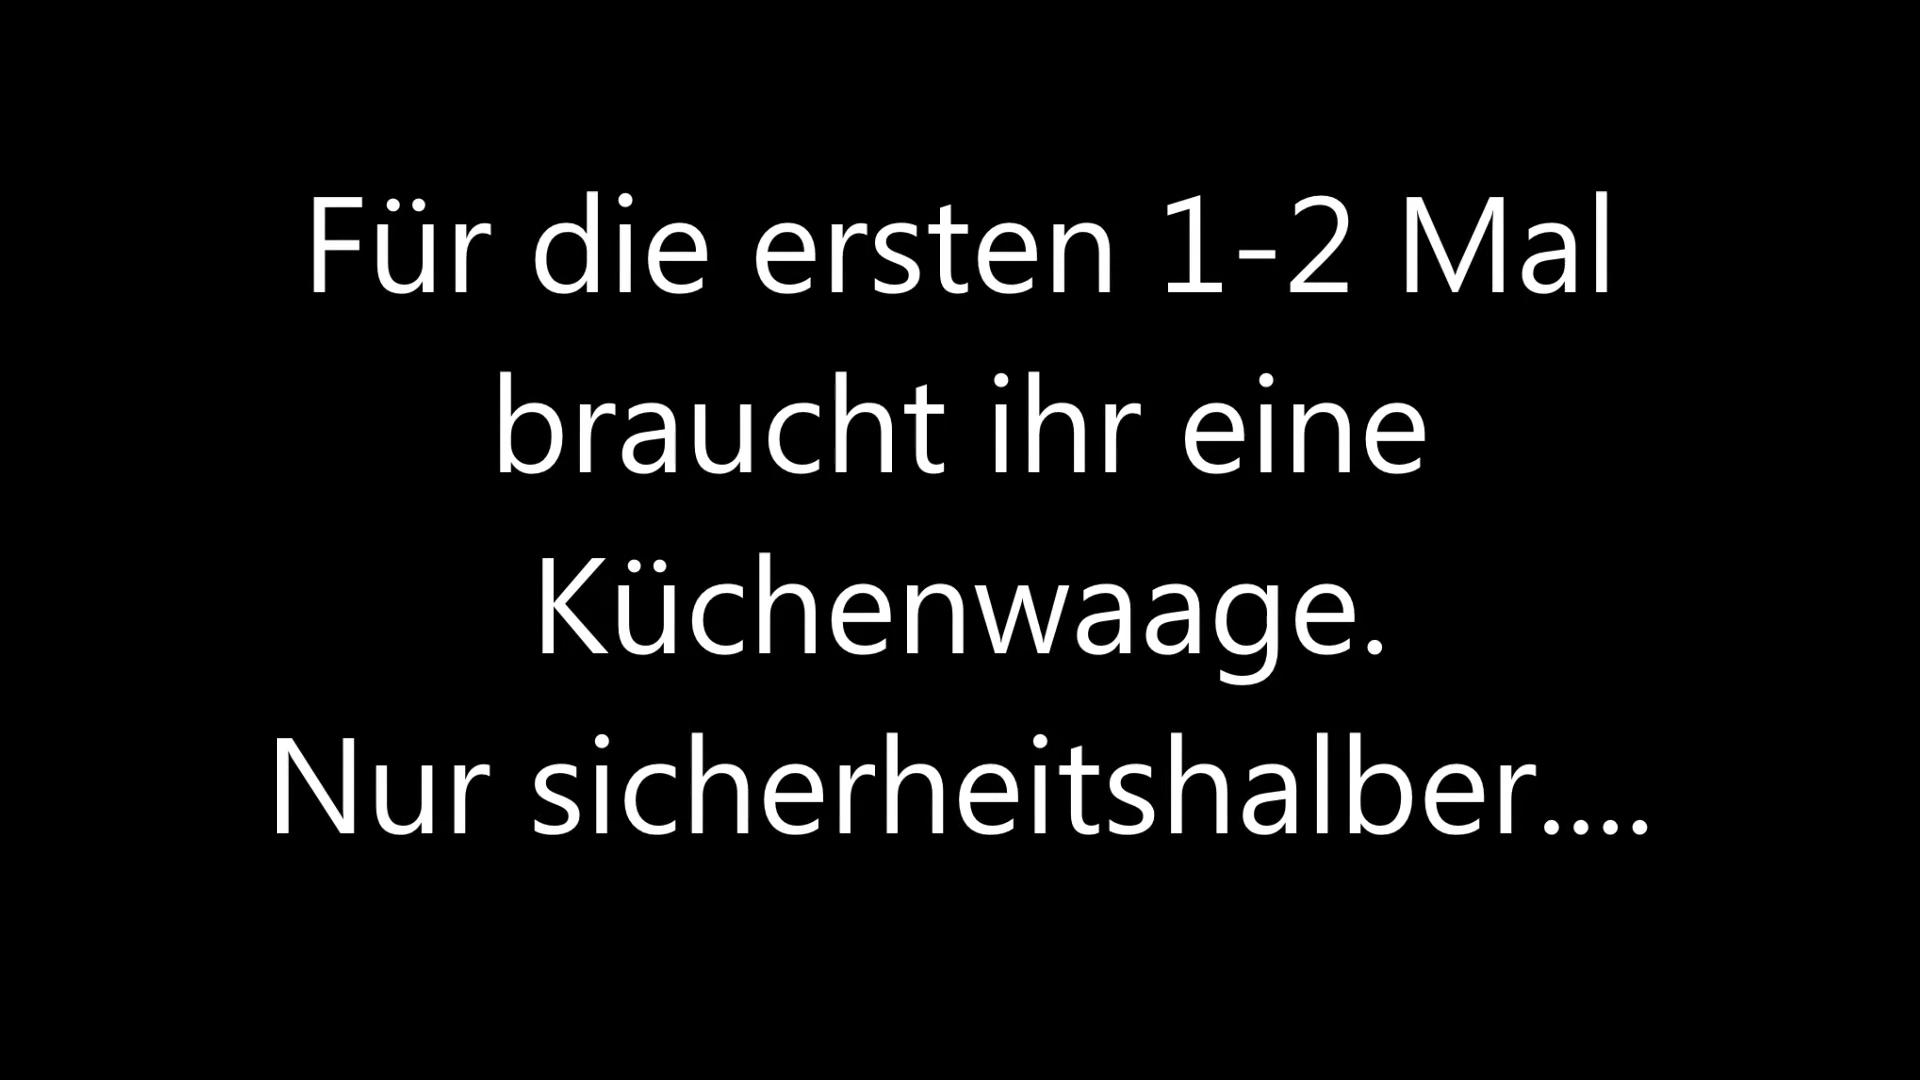 Für die ersten 1-2 Mal
braucht ihr eine
Küchenwaage.
Nur sicherheitshalber....